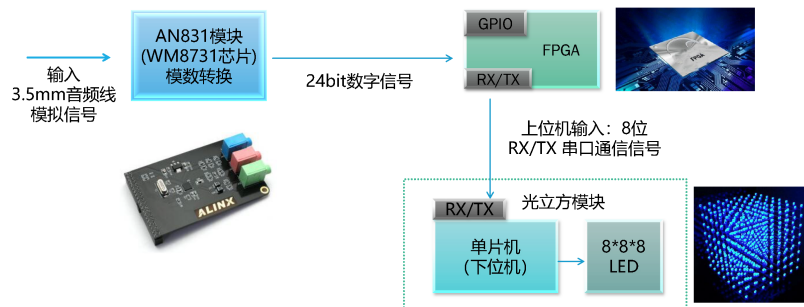 输入
3.5mm音频线
模拟信号
AN831模块
(WM8731芯片)
模数转换
24bit数字信号
GPIO
FPGA
RX/TX
FPGA
上位机输入：8位
RX/TX 串口通信信号
ALINX
光立方模块
RX/TX
单片机
（下位机）
8*8*8
LED